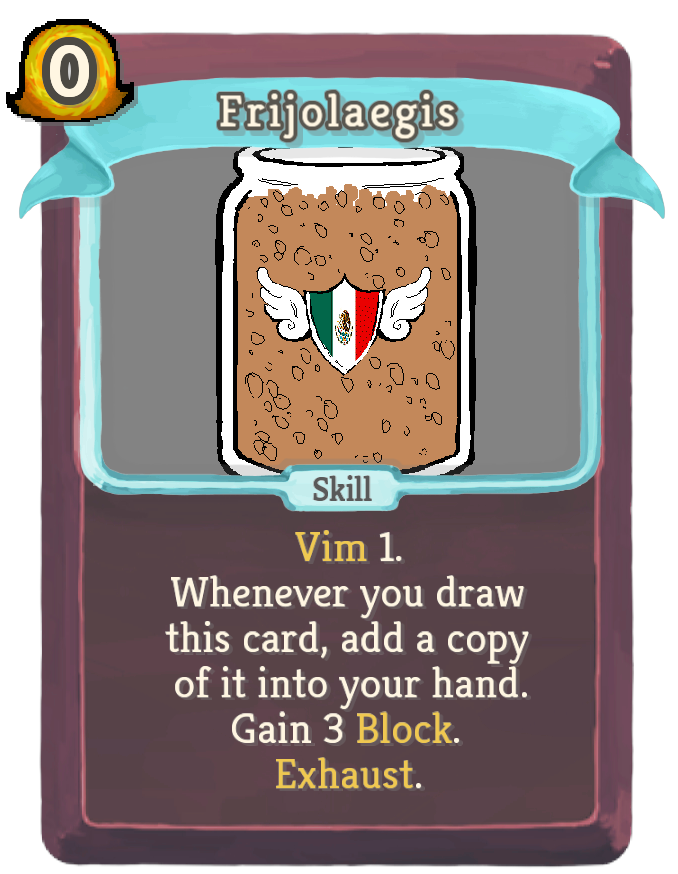 0
Frijolaegis
Skill
Vim 1.
Whenever you draw
this card, add a copy
of it into your hand.
Gain 3 Block.
Exhaust.